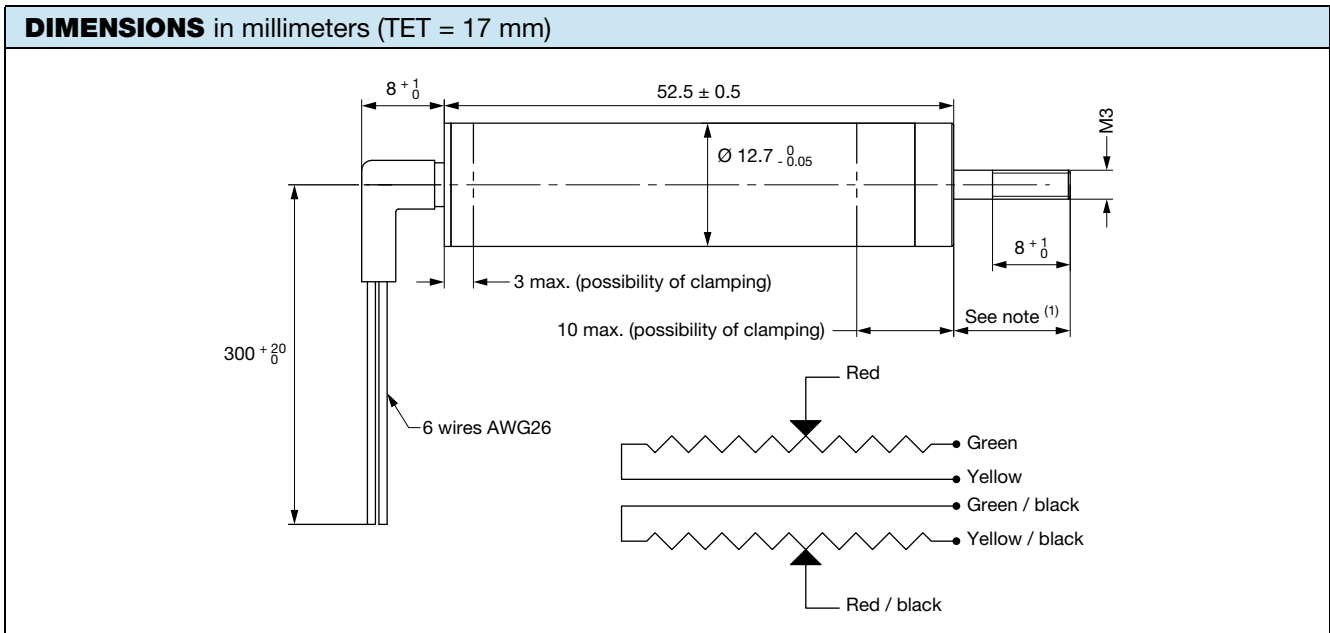 DIMENSIONS in millimeters (TET = 17 mm)
8 + 1 0
52.5 ± 0.5
M3
Ø 12.7 0 - 0.05
8 + 1 0
3 max. (possibility of clamping)
10 max. (possibility of clamping)
See note (1)
300 + 20 0
6 wires AWG26
Red
Green
Yellow
Green / black
Yellow / black
Red / black